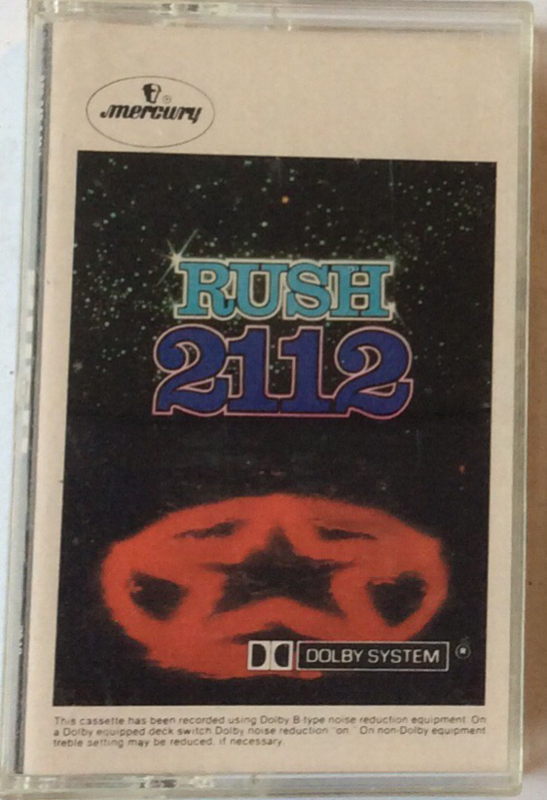 mercury
RUSH
2112
DOLBY SYSTEM ®
This cassette has been recorded using Dolby B-type noise reduction equipment. On
a Dolby equipped deck switch Dolby noise reduction "on." On non-Dolby equipment
treble setting may be reduced, if necessary.